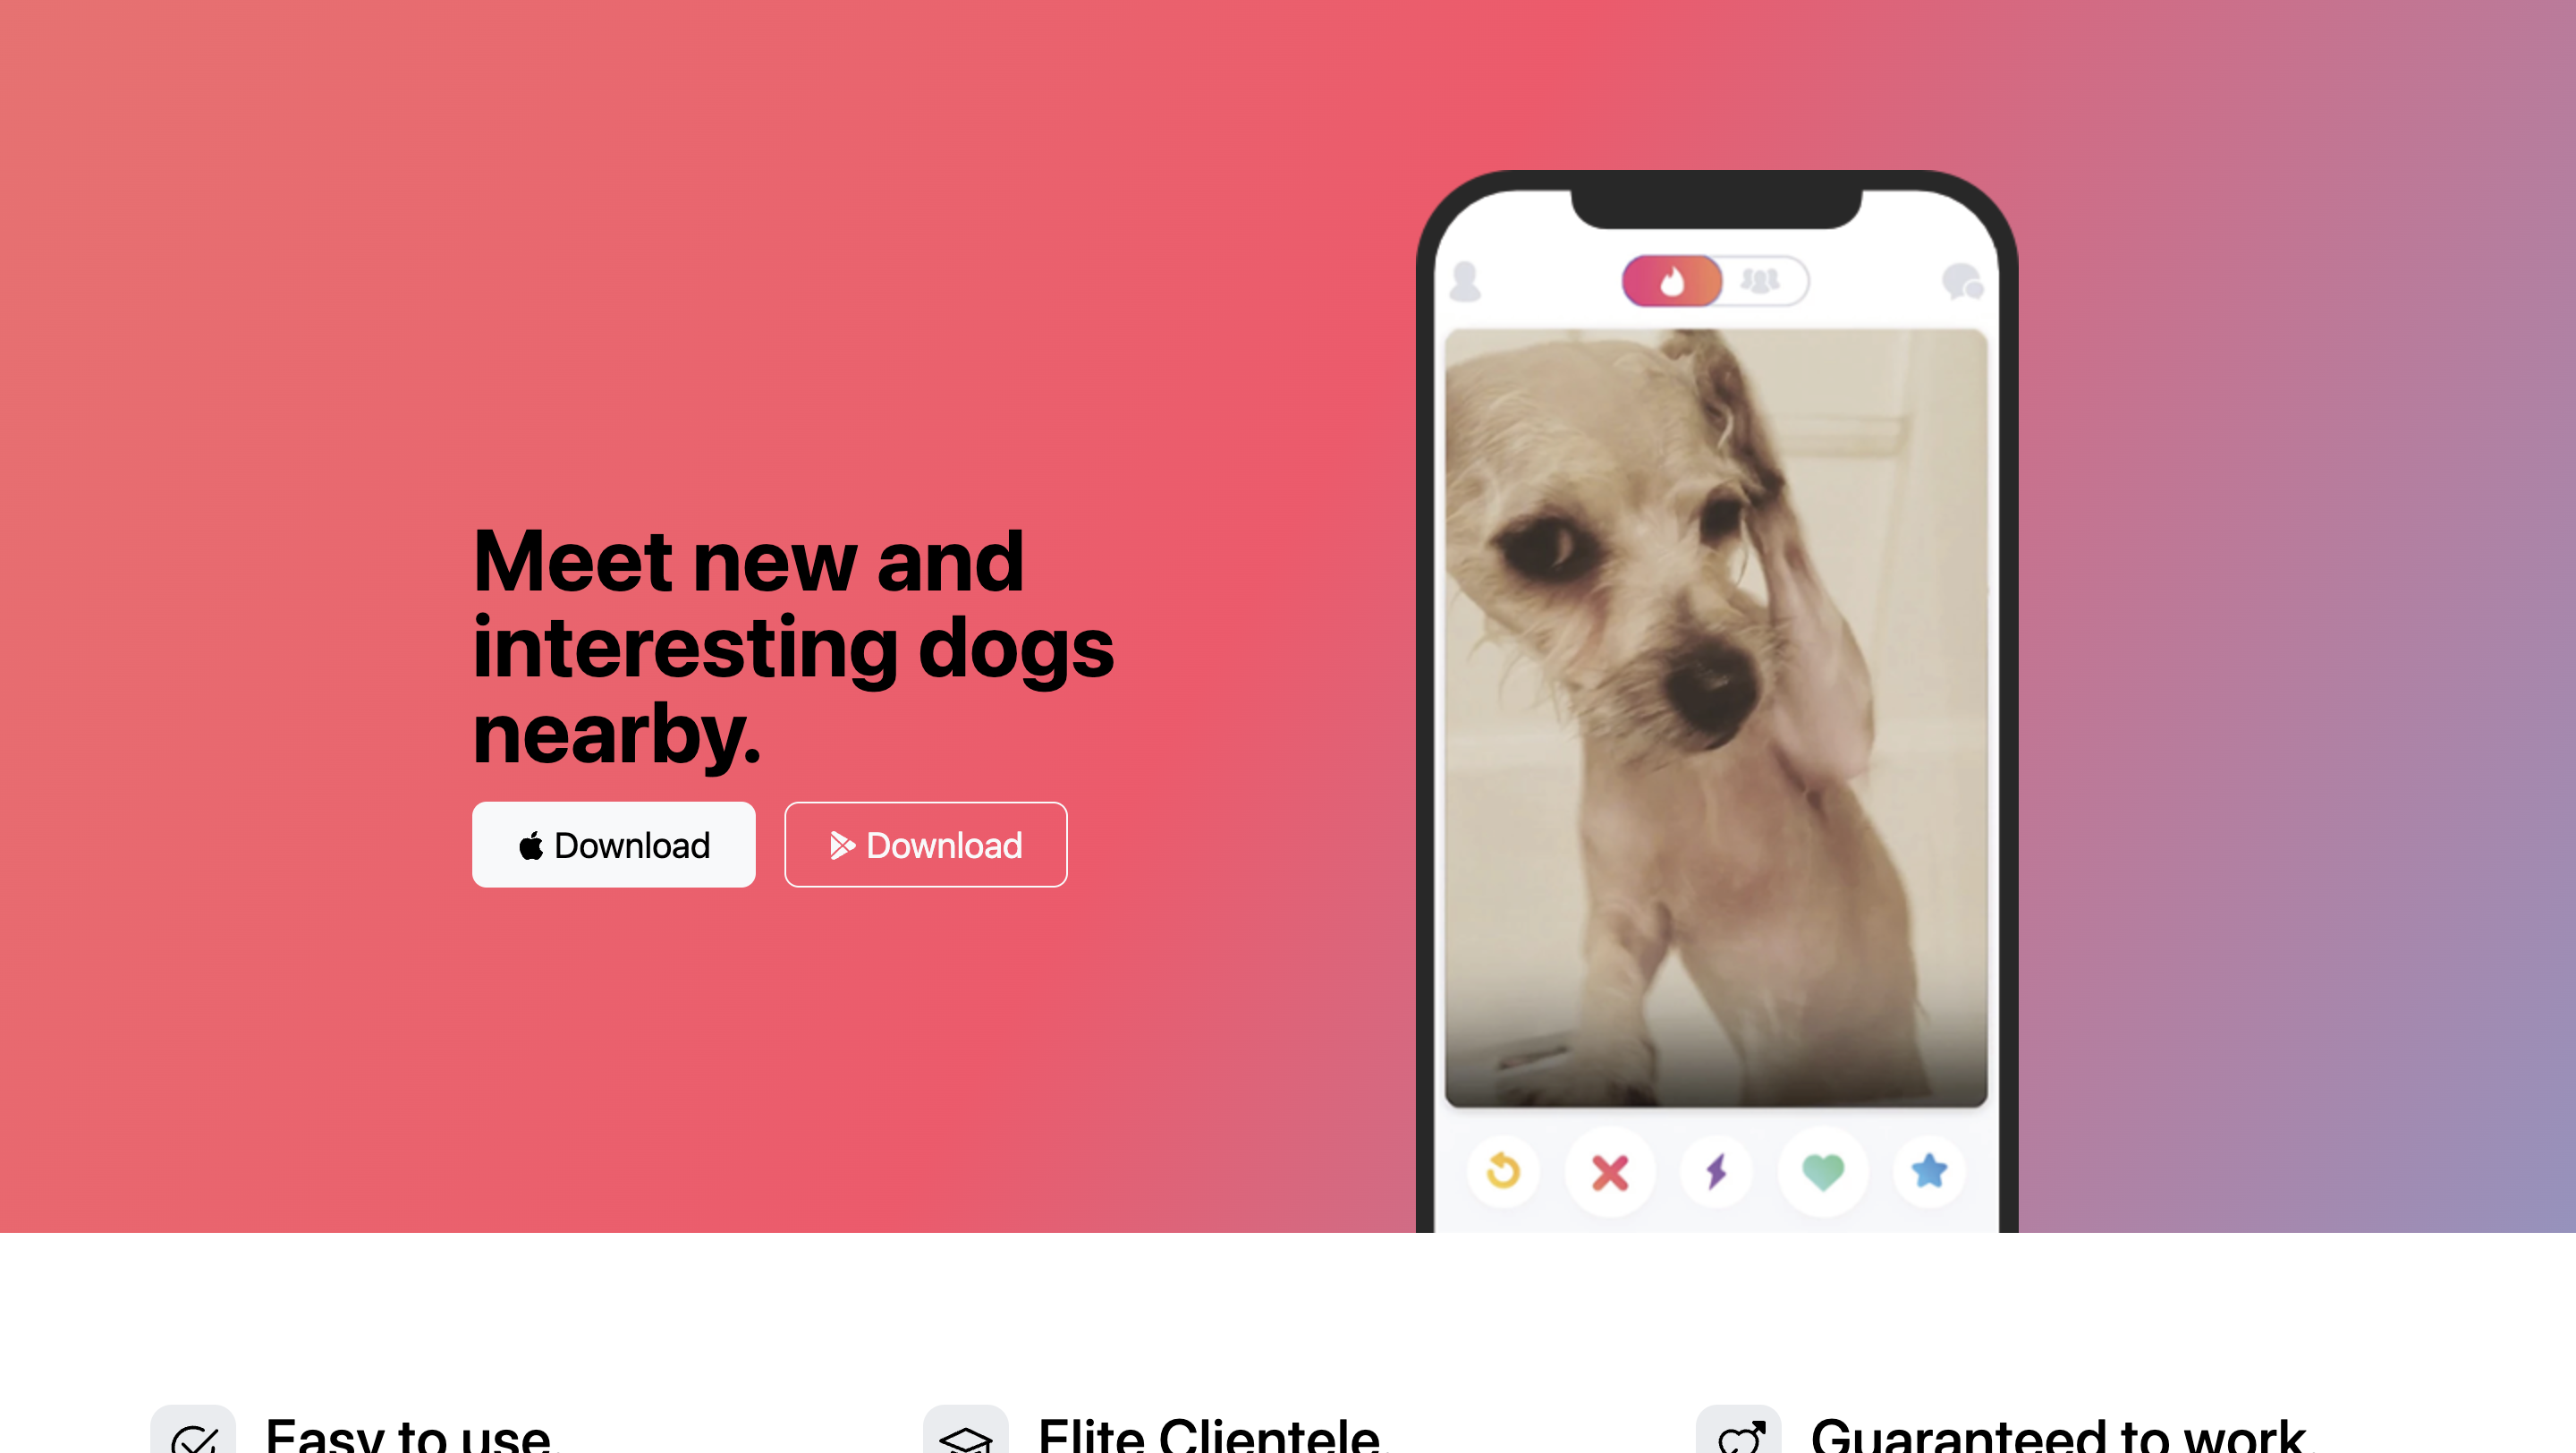 Meet new and
interesting dogs
nearby.
Download
Download
Easy to use.
Elite Clientele.
Guaranteed to work.